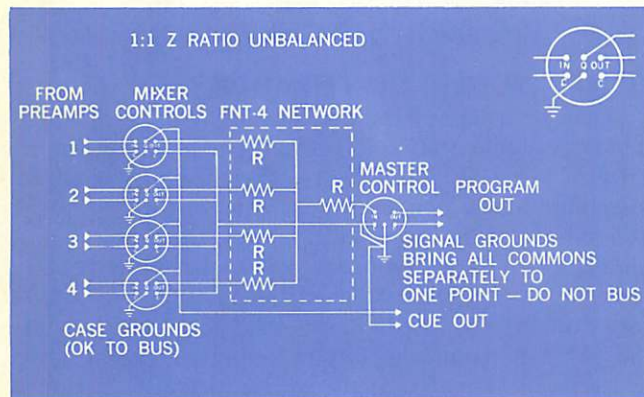 1:1 Z RATIO UNBALANCED
IN Q OUT
C C
FROM PREAMPS
MIXER CONTROLS
FNT-4 NETWORK
1
2
3
4
R
R
R
R
R
MASTER CONTROL
PROGRAM OUT
SIGNAL GROUNDS
BRING ALL COMMONS
SEPARATELY TO
ONE POINT — DO NOT BUS
CUE OUT
CASE GROUNDS
(OK TO BUS)